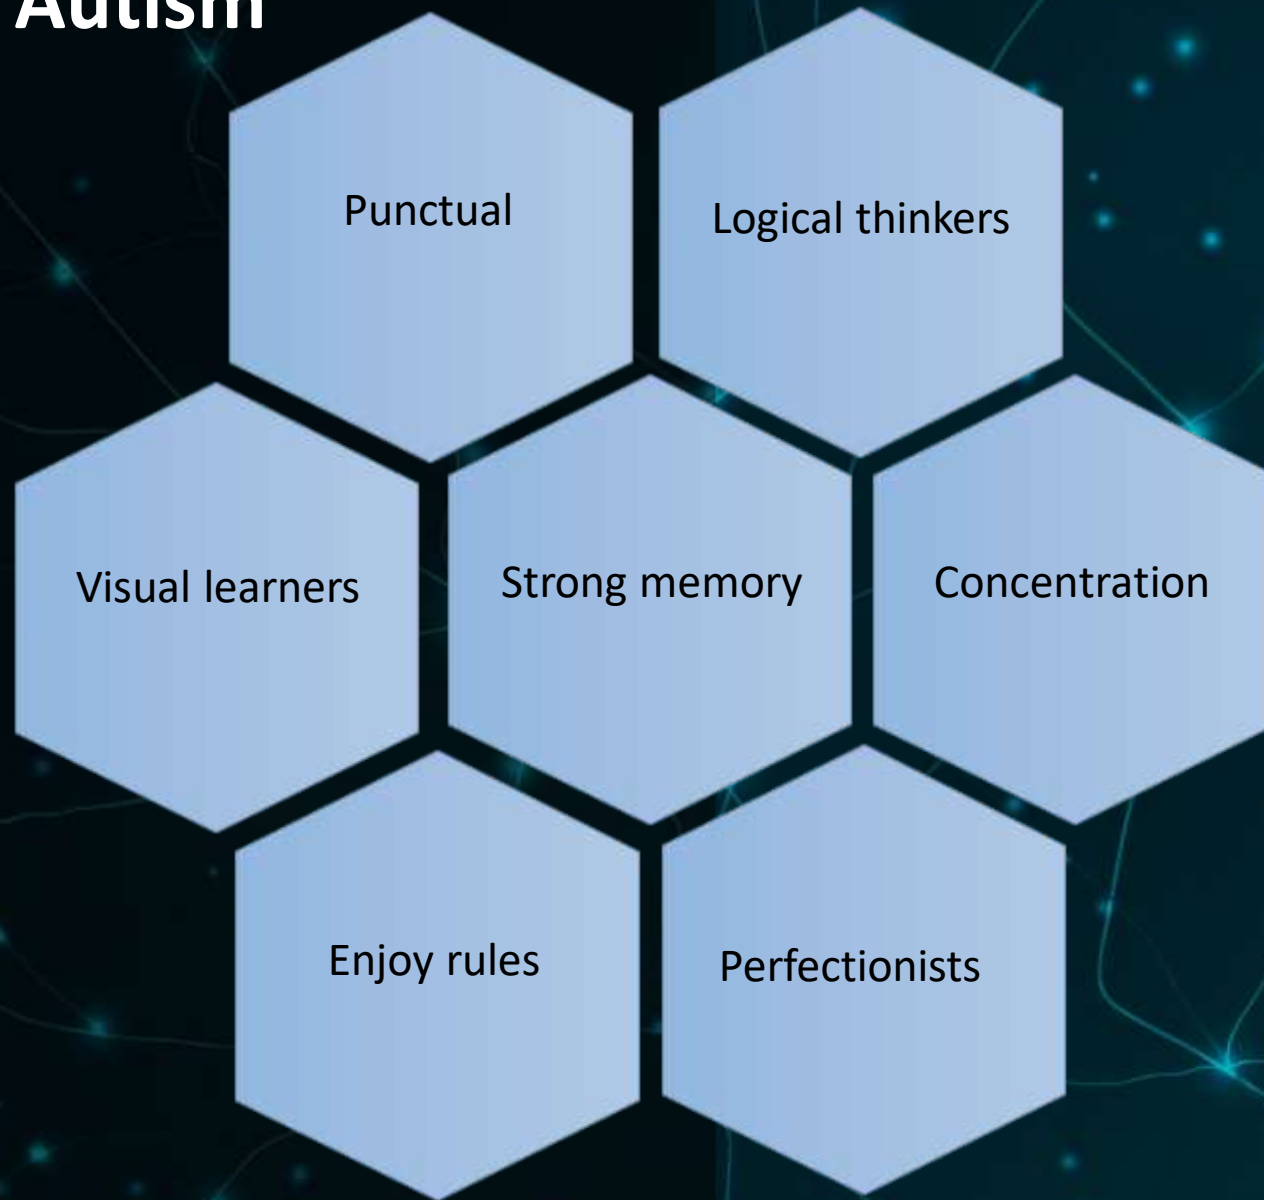 Autism
Punctual
Logical thinkers
Visual learners
Strong memory
Concentration
Enjoy rules
Perfectionists